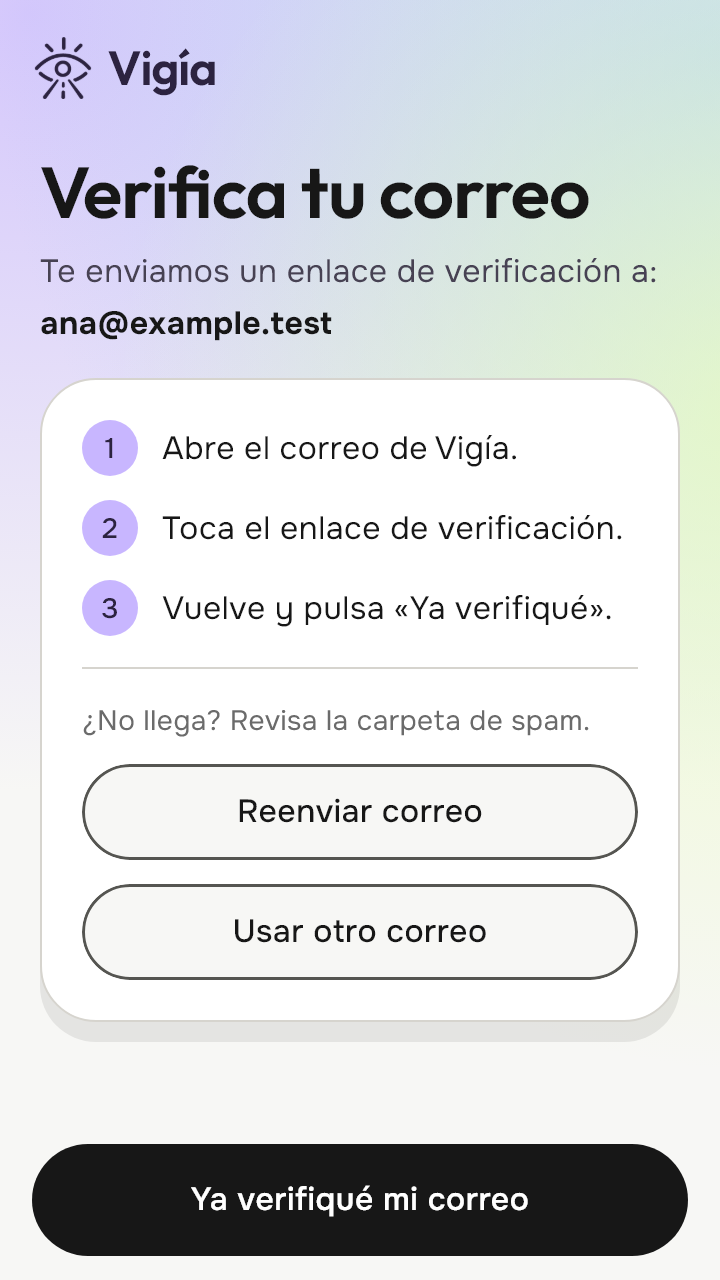 Vigía
Verifica tu correo
Te enviamos un enlace de verificación a:
ana@example.test
1 Abre el correo de Vigía.
2 Toca el enlace de verificación.
3 Vuelve y pulsa «Ya verifiqué».
¿No llega? Revisa la carpeta de spam.
Reenviar correo
Usar otro correo
Ya verifiqué mi correo